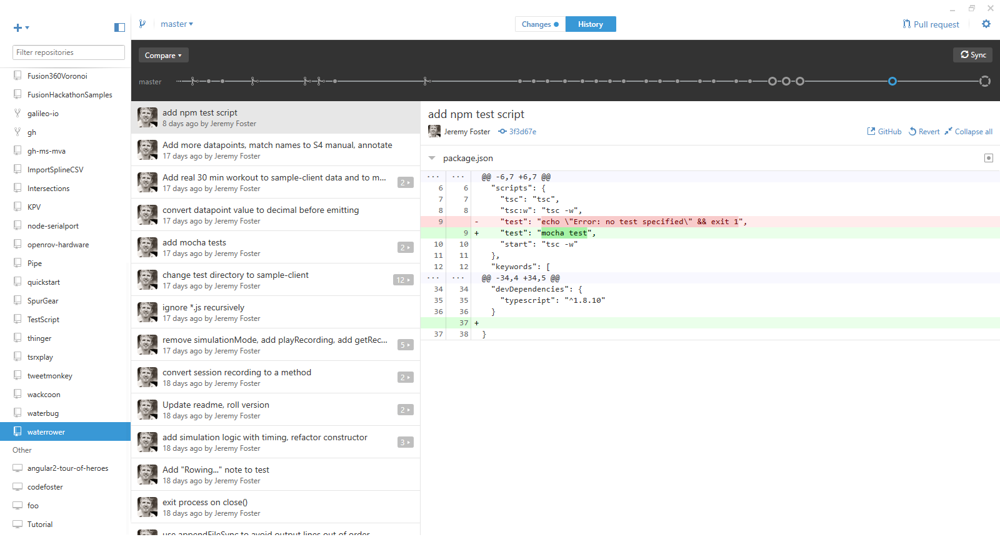 master
Changes
History
Pull request
Filter repositories
Compare
Sync
master
Fusion360Voronoi
FusionHackathonSamples
galileo-io
gh
gh-ms-mva
ImportSplineCSV
Intersections
KPV
node-serialport
openrov-hardware
Pipe
quickstart
SpurGear
TestScript
thinger
tsrxplay
tweetmonkey
wackcoon
waterbug
waterrower
Other
angular2-tour-of-heroes
codefoster
foo
Tutorial
add npm test script
8 days ago by Jeremy Foster
Add more datapoints, match names to S4 manual, annotate
17 days ago by Jeremy Foster
Add real 30 min workout to sample-client data and to m...
2
17 days ago by Jeremy Foster
convert datapoint value to decimal before emitting
17 days ago by Jeremy Foster
add mocha tests
2
17 days ago by Jeremy Foster
change test directory to sample-client
12
17 days ago by Jeremy Foster
ignore *.js recursively
17 days ago by Jeremy Foster
remove simulationMode, add playRecording, add getRec...
5
17 days ago by Jeremy Foster
convert session recording to a method
2
18 days ago by Jeremy Foster
Update readme, roll version
2
18 days ago by Jeremy Foster
add simulation logic with timing, refactor constructor
3
18 days ago by Jeremy Foster
Add "Rowing..." note to test
18 days ago by Jeremy Foster
exit process on close()
18 days ago by Jeremy Foster
use appendFileSync to avoid output lines out of order
add npm test script
Jeremy Foster 3f3d67e
GitHub Revert Collapse all
package.json
... ... @@ -6,7 +6,7 @@
6 6 "scripts": {
7 7 "tsc": "tsc",
8 8 "tsc:w": "tsc -w",
9 - "test": "echo \"Error: no test specified\" && exit 1",
9 + "test": "mocha test",
10 10 "start": "tsc -w"
11 11 },
12 12 "keywords": [
... ... @@ -34,4 +34,5 @@
34 34 "devDependencies": {
35 35 "typescript": "^1.8.10"
36 36 }
37 +
37 38 }